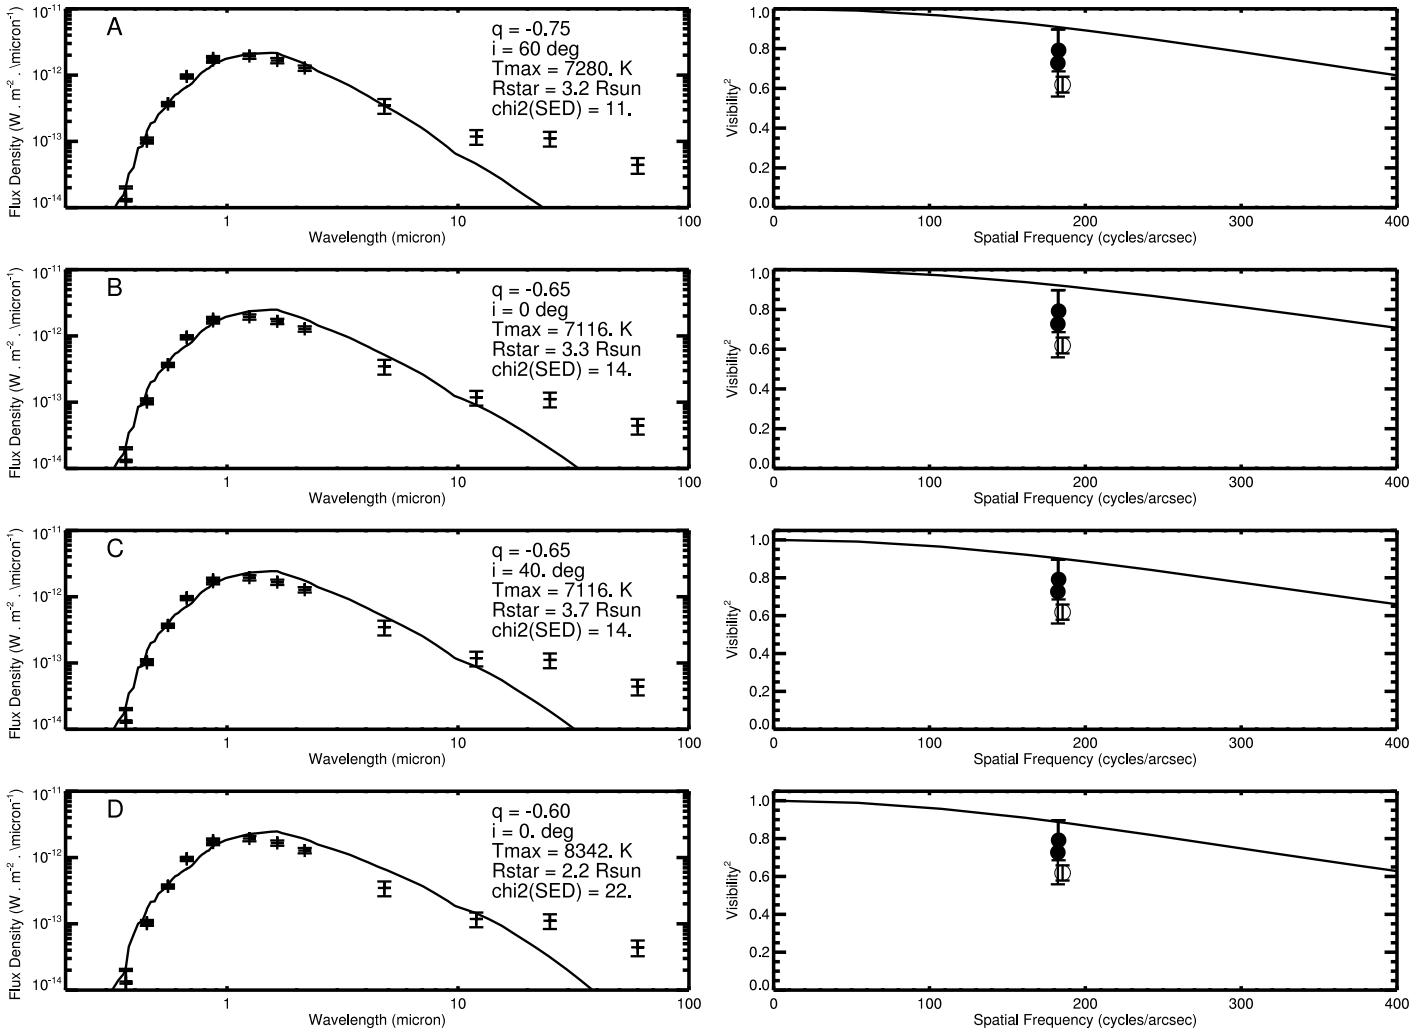 A
q = -0.75
i = 60 deg
Tmax = 7280. K
Rstar = 3.2 Rsun
chi2(SED) = 11.
Flux Density (W . m⁻² . \micron⁻¹)
10⁻¹¹
10⁻¹²
10⁻¹³
10⁻¹⁴
1 10 100
Wavelength (micron)
Visibility²
1.0
0.8
0.6
0.4
0.2
0.0
0 100 200 300 400
Spatial Frequency (cycles/arcsec)
B
q = -0.65
i = 0 deg
Tmax = 7116. K
Rstar = 3.3 Rsun
chi2(SED) = 14.
Flux Density (W . m⁻² . \micron⁻¹)
10⁻¹¹
10⁻¹²
10⁻¹³
10⁻¹⁴
1 10 100
Wavelength (micron)
Visibility²
1.0
0.8
0.6
0.4
0.2
0.0
0 100 200 300 400
Spatial Frequency (cycles/arcsec)
C
q = -0.65
i = 40. deg
Tmax = 7116. K
Rstar = 3.7 Rsun
chi2(SED) = 14.
Flux Density (W . m⁻² . \micron⁻¹)
10⁻¹¹
10⁻¹²
10⁻¹³
10⁻¹⁴
1 10 100
Wavelength (micron)
Visibility²
1.0
0.8
0.6
0.4
0.2
0.0
0 100 200 300 400
Spatial Frequency (cycles/arcsec)
D
q = -0.60
i = 0. deg
Tmax = 8342. K
Rstar = 2.2 Rsun
chi2(SED) = 22.
Flux Density (W . m⁻² . \micron⁻¹)
10⁻¹¹
10⁻¹²
10⁻¹³
10⁻¹⁴
1 10 100
Wavelength (micron)
Visibility²
1.0
0.8
0.6
0.4
0.2
0.0
0 100 200 300 400
Spatial Frequency (cycles/arcsec)